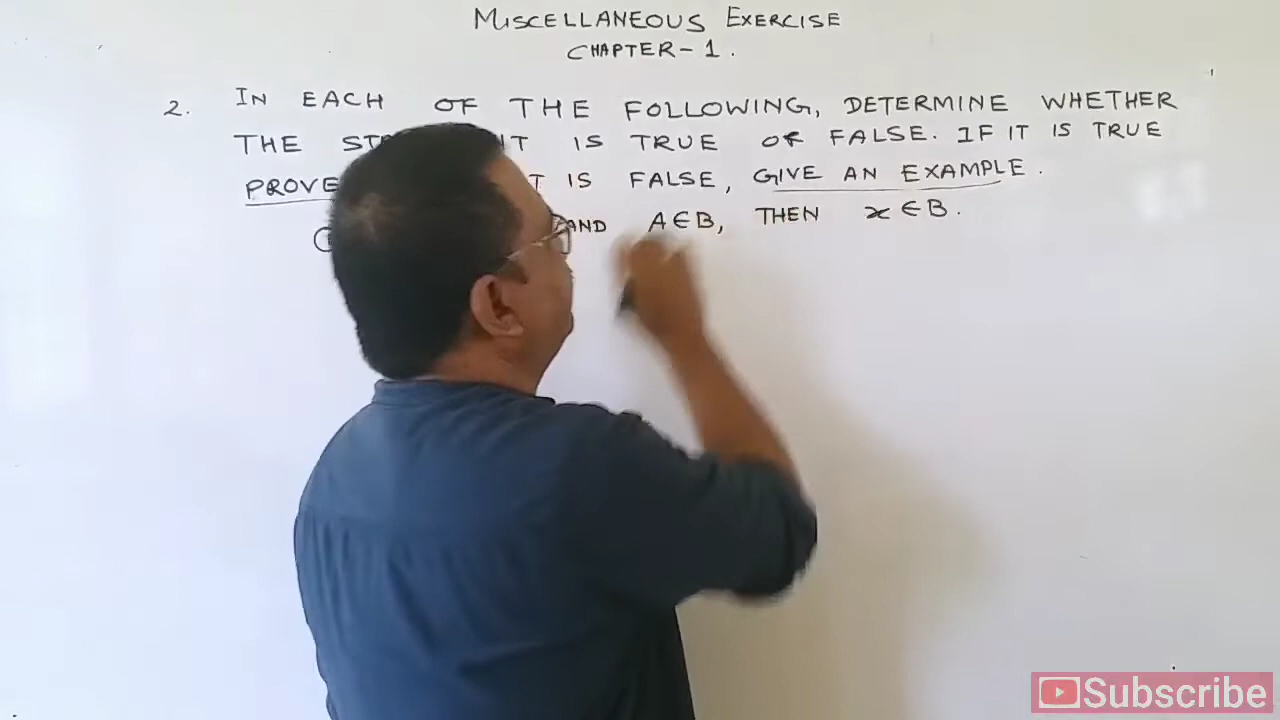 MISCELLANEOUS EXERCISE
CHAPTER-1.
2. IN EACH OF THE FOLLOWING, DETERMINE WHETHER
THE IS TRUE OR FALSE. IF IT IS TRUE
PROVE IS FALSE, GIVE AN EXAMPLE.
AND A∈B, THEN x∈B.
Subscribe